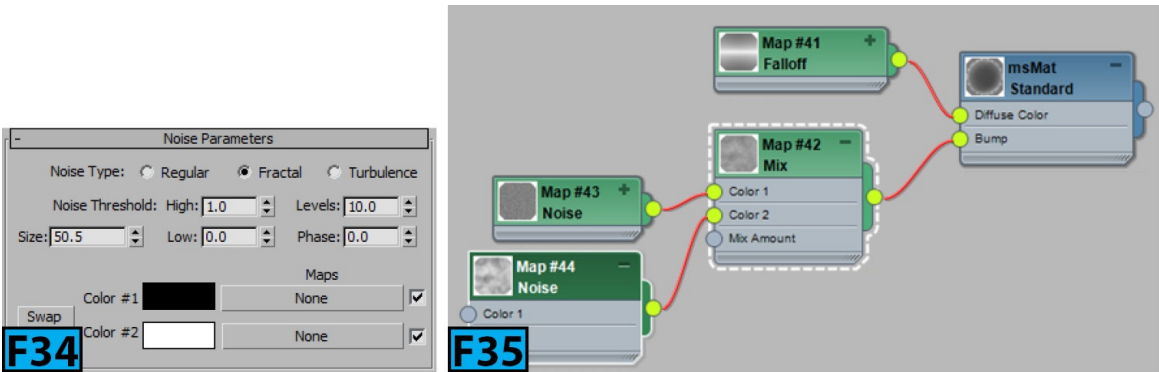 - Noise Parameters
Noise Type: Regular Fractal Turbulence
Noise Threshold: High: 1.0 Levels: 10.0
Size: 50.5 Low: 0.0 Phase: 0.0
Maps
Color #1 None
Swap
Color #2 None
F34
Map #41 +
Falloff
msMat -
Standard
Diffuse Color
Bump
Map #42 -
Mix
Color 1
Color 2
Mix Amount
Map #43 +
Noise
Map #44 -
Noise
Color 1
F35